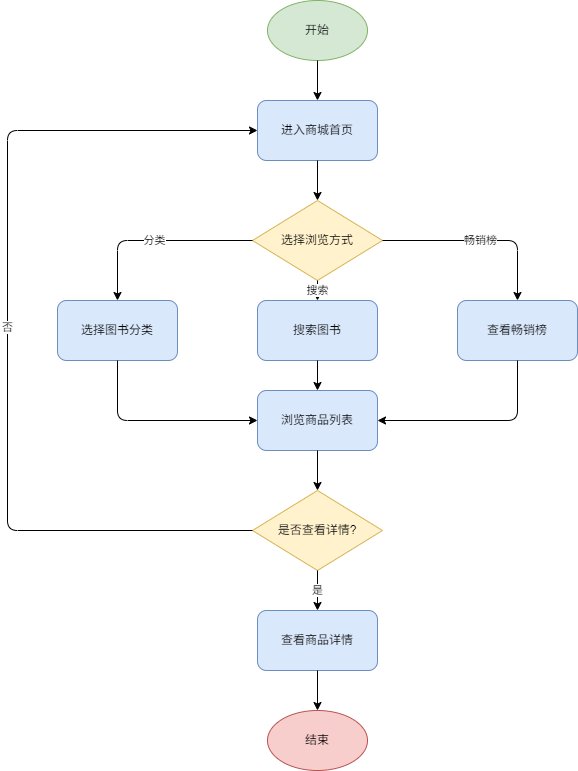 开始
进入商城首页
选择浏览方式
分类
畅销榜
搜索
选择图书分类
搜索图书
查看畅销榜
否
浏览商品列表
是否查看详情?
是
查看商品详情
结束